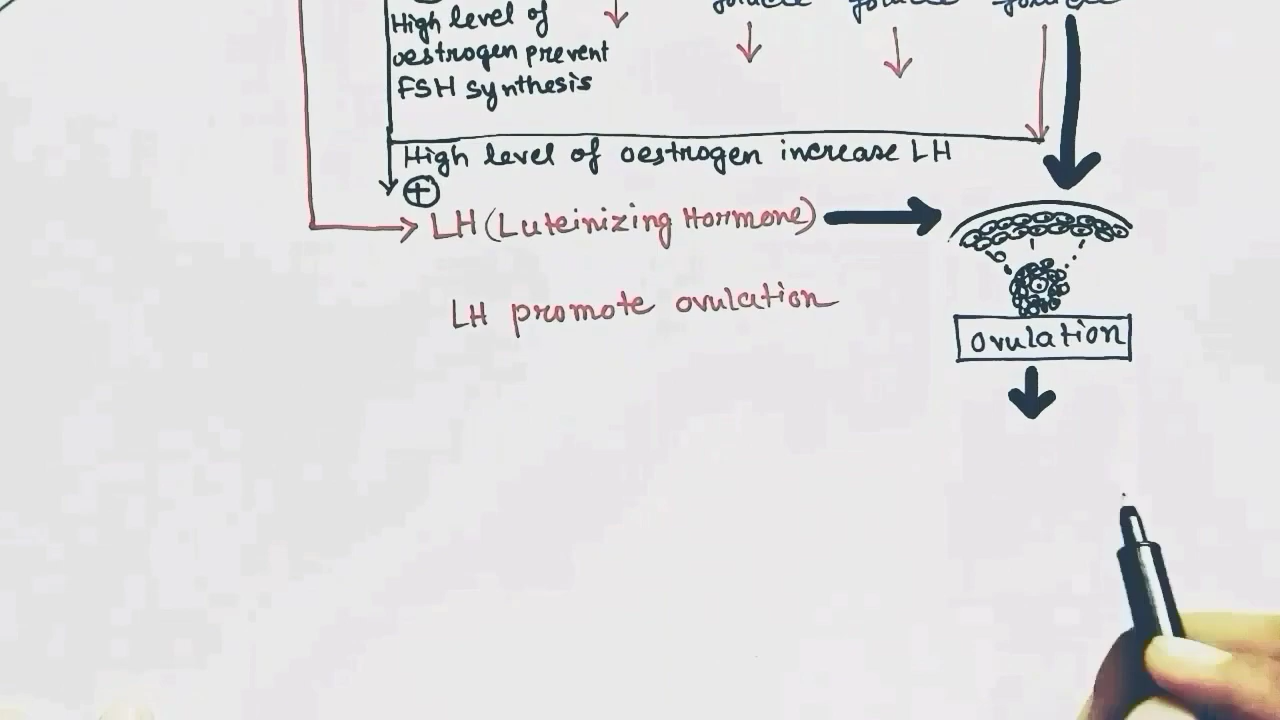 High level of
oestrogen prevent
FSH synthesis
High level of oestrogen increase LH
+
LH (Luteinizing Hormone)
LH promote ovulation
ovulation